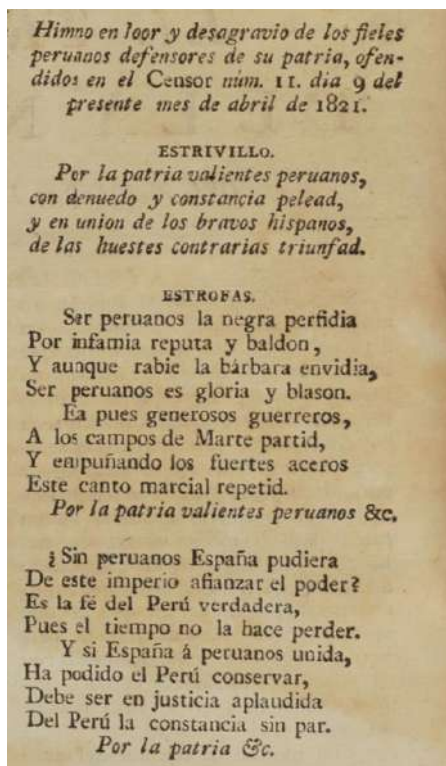 Himno en loor y desagravio de los fieles
peruanos defensores de su patria, ofen-
didos en el Censor núm. 11. dia 9 del
presente mes de abril de 1821.
ESTRIVILLO.
Por la patria valientes peruanos,
con denuedo y constancia pelead,
y en union de los bravos hispanos,
de las huestes contrarias triunfad.
ESTROFAS.
Ser peruanos la negra perfidia
Por infamia reputa y baldon,
Y aunque rabie la bárbara envidia,
Ser peruanos es gloria y blason.
Ea pues generosos guerreros,
A los campos de Marte partid,
Y empuñando los fuertes aceros
Este canto marcial repetid.
Por la patria valientes peruanos &c.
¿Sin peruanos España pudiera
De este imperio afianzar el poder?
Es la fé del Perú verdadera,
Pues el tiempo no la hace perder.
Y si España á peruanos unida,
Ha podido el Perú conservar,
Debe ser en justicia aplaudida
Del Perú la constancia sin par.
Por la patria &c.